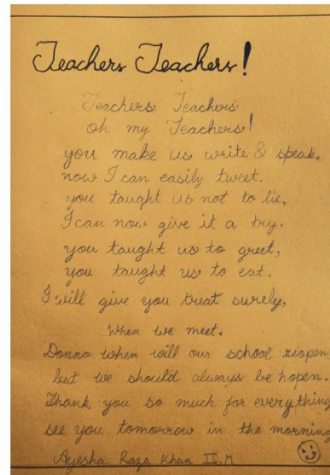 Teachers Teachers!
Teachers Teachers
oh my Teachers!
you make us write & speak,
now I can easily tweet.
you taught us not to lie,
I can now give it a try.
you taught us to greet,
you taught us to eat.
I will give you treat surely,
When we meet.
Donno when will our school reopen
but we should always be hopen.
Thank you so much for everything
see you tomorrow in the morning
Ayesha Raza Khan II.M